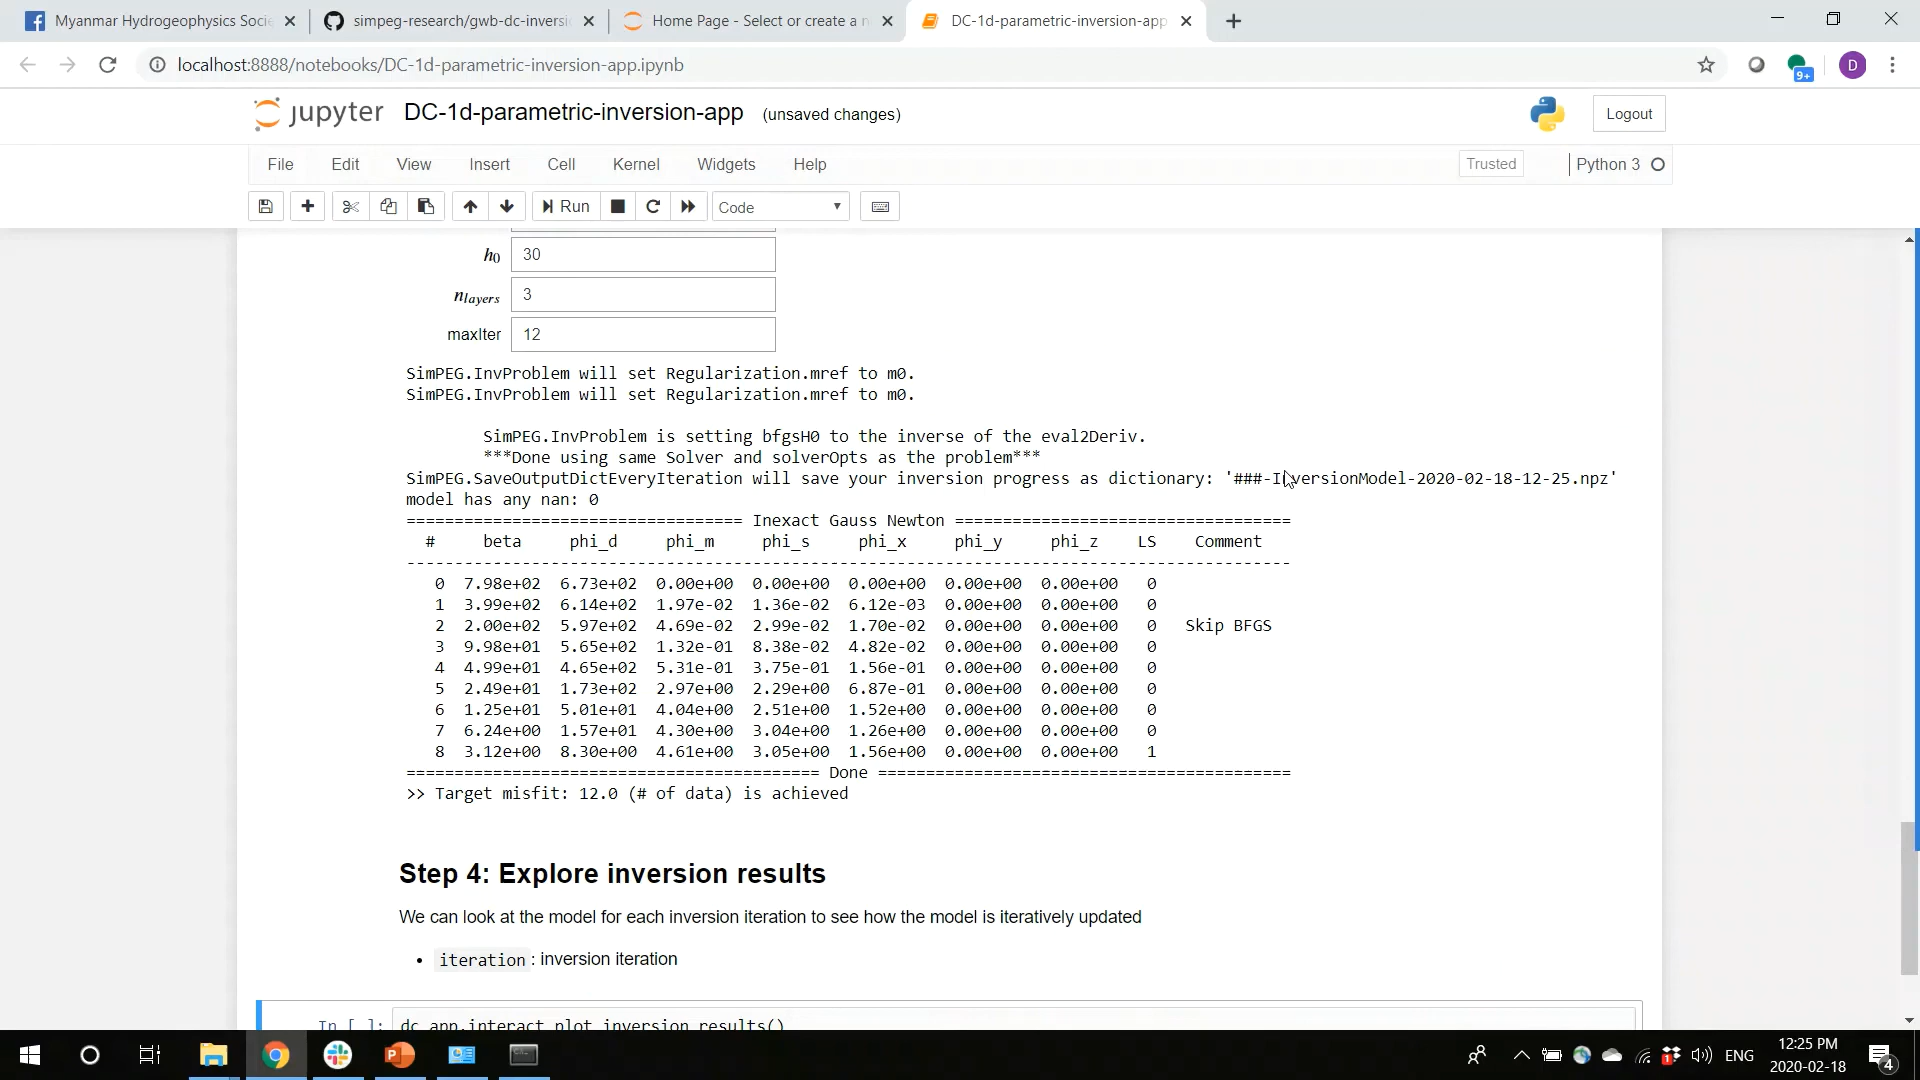 Myanmar Hydrogeophysics Socie
simpeg-research/gwb-dc-inversi
Home Page - Select or create a n
DC-1d-parametric-inversion-app
localhost:8888/notebooks/DC-1d-parametric-inversion-app.ipynb
9+
D
jupyter DC-1d-parametric-inversion-app (unsaved changes)
Logout
File Edit View Insert Cell Kernel Widgets Help
Trusted
Python 3
Run
Code
h0 30
nlayers 3
maxIter 12
SimPEG.InvProblem will set Regularization.mref to m0.
SimPEG.InvProblem will set Regularization.mref to m0.
SimPEG.InvProblem is setting bfgsH0 to the inverse of the eval2Deriv.
***Done using same Solver and solverOpts as the problem***
SimPEG.SaveOutputDictEveryIteration will save your inversion progress as dictionary: '###-InversionModel-2020-02-18-12-25.npz'
model has any nan: 0
=================================== Inexact Gauss Newton ===================================
# beta phi_d phi_m phi_s phi_x phi_y phi_z LS Comment
--------------------------------------------------------------------------------------------
0 7.98e+02 6.73e+02 0.00e+00 0.00e+00 0.00e+00 0.00e+00 0.00e+00 0
1 3.99e+02 6.14e+02 1.97e-02 1.36e-02 6.12e-03 0.00e+00 0.00e+00 0
2 2.00e+02 5.97e+02 4.69e-02 2.99e-02 1.70e-02 0.00e+00 0.00e+00 0 Skip BFGS
3 9.98e+01 5.65e+02 1.32e-01 8.38e-02 4.82e-02 0.00e+00 0.00e+00 0
4 4.99e+01 4.65e+02 5.31e-01 3.75e-01 1.56e-01 0.00e+00 0.00e+00 0
5 2.49e+01 1.73e+02 2.97e+00 2.29e+00 6.87e-01 0.00e+00 0.00e+00 0
6 1.25e+01 5.01e+01 4.04e+00 2.51e+00 1.52e+00 0.00e+00 0.00e+00 0
7 6.24e+00 1.57e+01 4.30e+00 3.04e+00 1.26e+00 0.00e+00 0.00e+00 0
8 3.12e+00 8.30e+00 4.61e+00 3.05e+00 1.56e+00 0.00e+00 0.00e+00 1
=========================================== Done ===========================================
>> Target misfit: 12.0 (# of data) is achieved
Step 4: Explore inversion results
We can look at the model for each inversion iteration to see how the model is iteratively updated
• iteration : inversion iteration
In [ ]: dc_app.interact_plot_inversion_results()
ENG
12:25 PM
2020-02-18
4